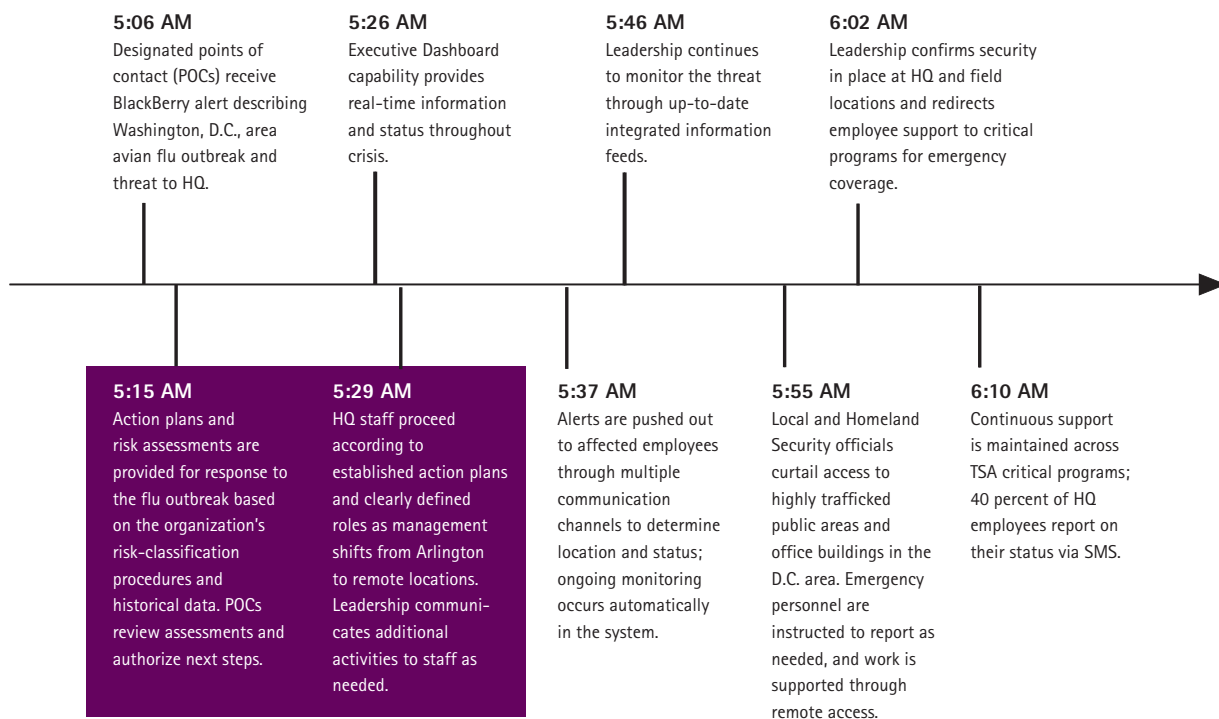 5:06 AM
Designated points of
contact (POCs) receive
BlackBerry alert describing
Washington, D.C., area
avian flu outbreak and
threat to HQ.
5:26 AM
Executive Dashboard
capability provides
real-time information
and status throughout
crisis.
5:46 AM
Leadership continues
to monitor the threat
through up-to-date
integrated information
feeds.
6:02 AM
Leadership confirms security
in place at HQ and field
locations and redirects
employee support to critical
programs for emergency
coverage.
5:15 AM
Action plans and
risk assessments are
provided for response to
the flu outbreak based
on the organization's
risk-classification
procedures and
historical data. POCs
review assessments and
authorize next steps.
5:29 AM
HQ staff proceed
according to
established action plans
and clearly defined
roles as management
shifts from Arlington
to remote locations.
Leadership communi-
cates additional
activities to staff as
needed.
5:37 AM
Alerts are pushed out
to affected employees
through multiple
communication
channels to determine
location and status;
ongoing monitoring
occurs automatically
in the system.
5:55 AM
Local and Homeland
Security officials
curtail access to
highly trafficked
public areas and
office buildings in the
D.C. area. Emergency
personnel are
instructed to report as
needed, and work is
supported through
remote access.
6:10 AM
Continuous support
is maintained across
TSA critical programs;
40 percent of HQ
employees report on
their status via SMS.